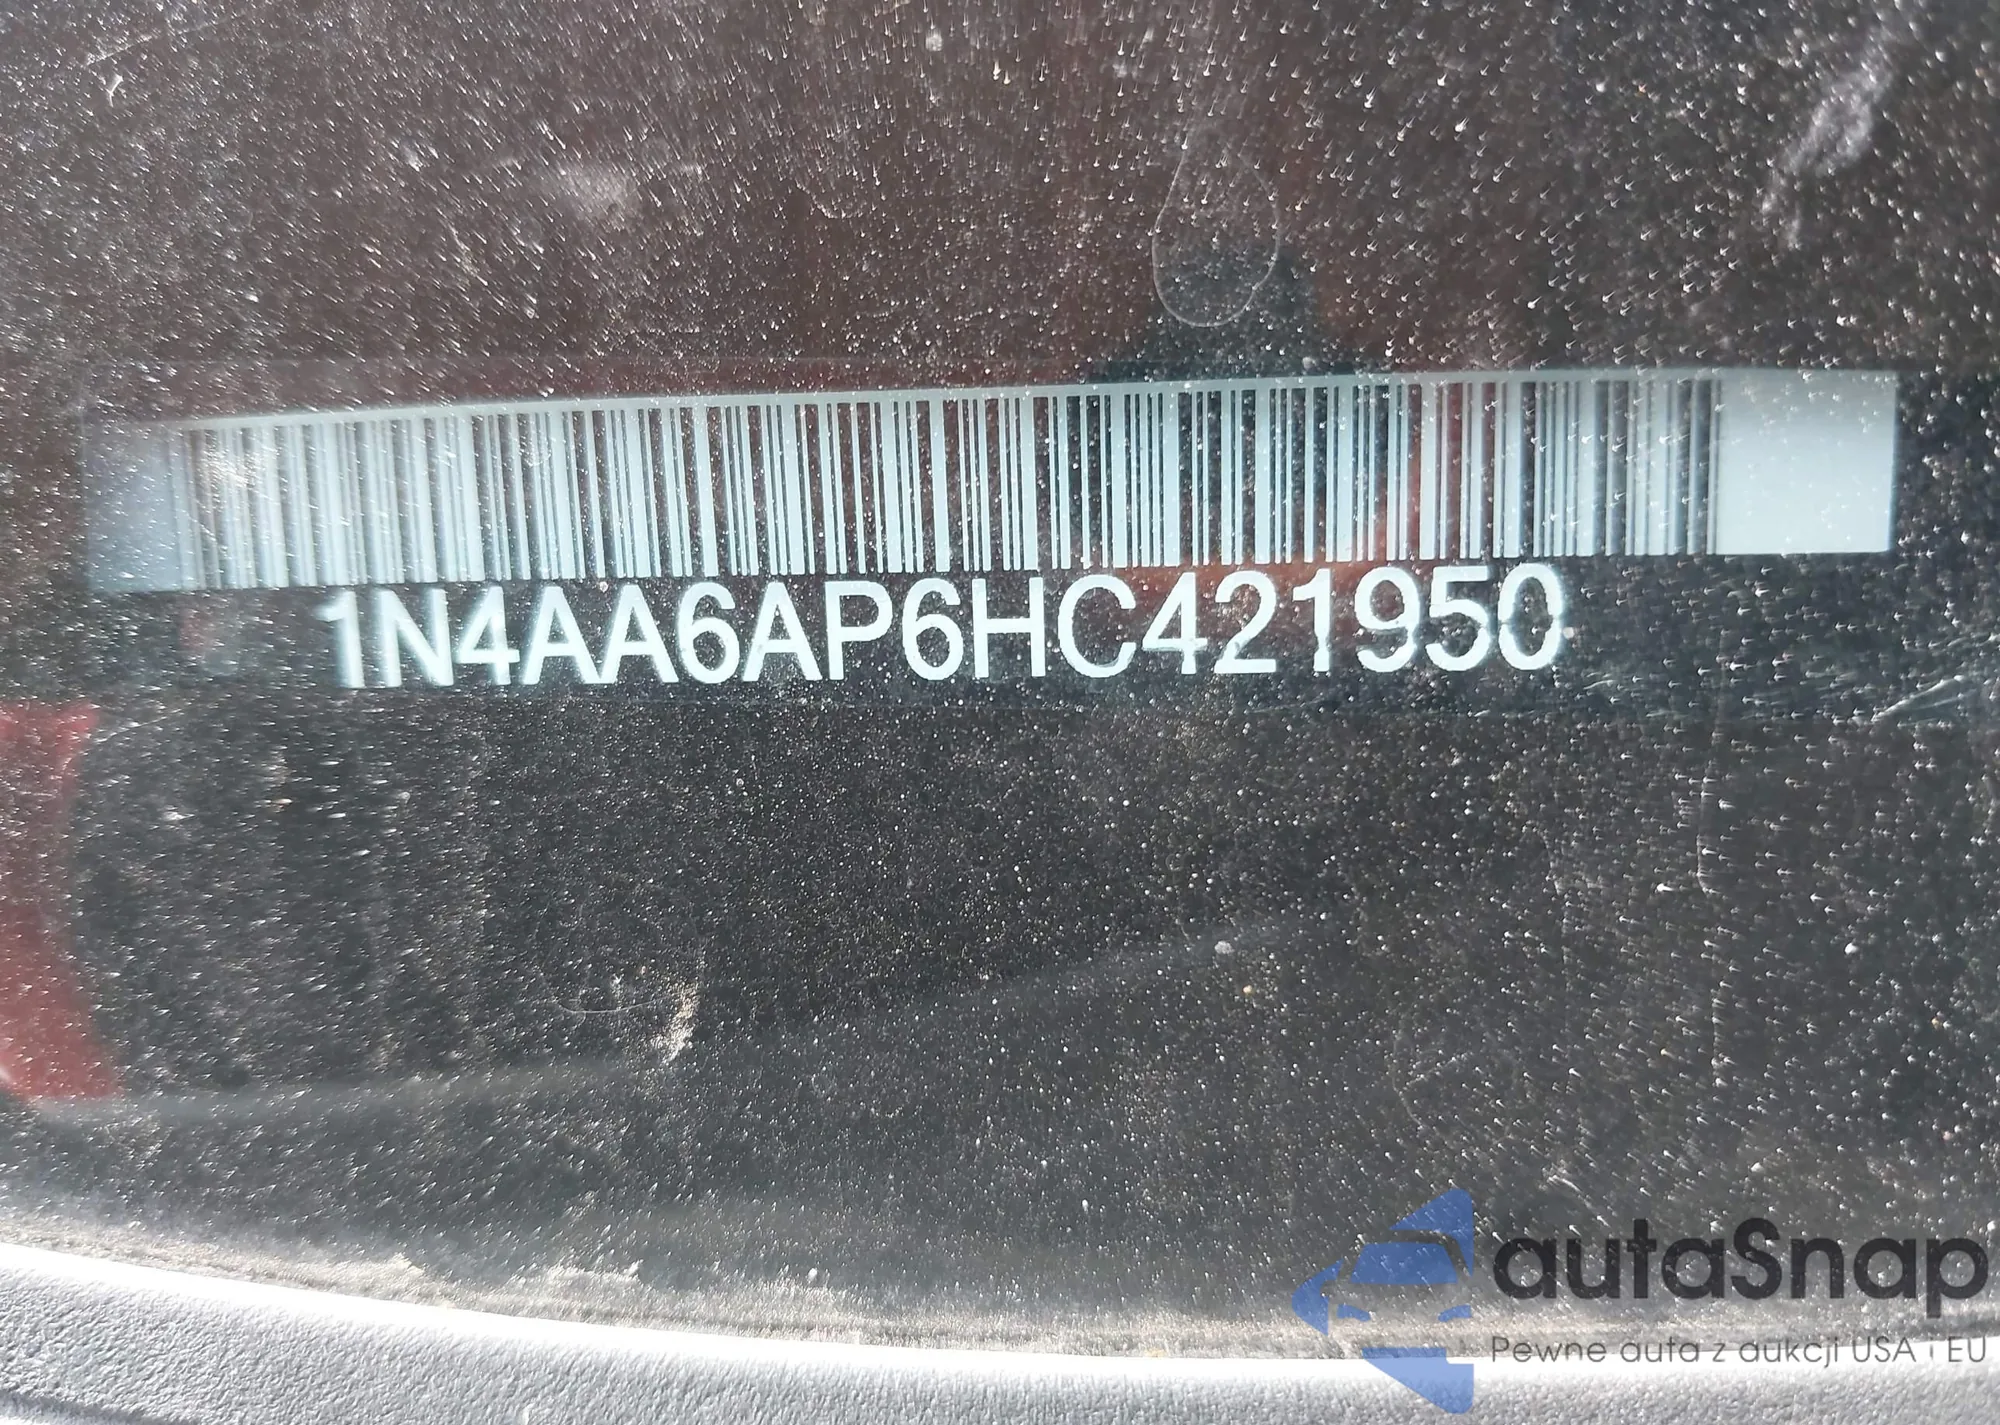 1N4AA6AP6HC421950
autaSnap
Pewne auta z aukcji USA i EU